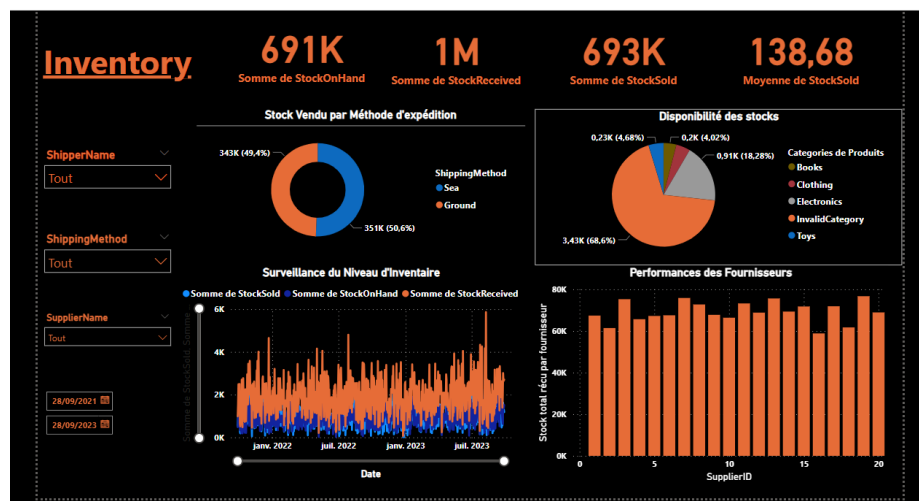 Inventory
691K
Somme de StockOnHand
1M
Somme de StockReceived
693K
Somme de StockSold
138,68
Moyenne de StockSold
ShipperName
Tout
ShippingMethod
Tout
SupplierName
Tout
28/09/2021
28/09/2023
Stock Vendu par Méthode d'expédition
343K (49,4%)
351K (50,6%)
ShippingMethod
Sea
Ground
Disponibilité des stocks
0,23K (4,68%)
0,2K (4,02%)
0,91K (18,28%)
3,43K (68,6%)
Categories de Produits
Books
Clothing
Electronics
InvalidCategory
Toys
Surveillance du Niveau d'Inventaire
Somme de StockSold
Somme de StockOnHand
Somme de StockReceived
Somme de StockSold, Somme
6K
4K
2K
0K
janv. 2022
juil. 2022
janv. 2023
juil. 2023
Date
Performances des Fournisseurs
Stock total récu par fournisseur
80K
60K
40K
20K
0K
0
5
10
15
20
SupplierID